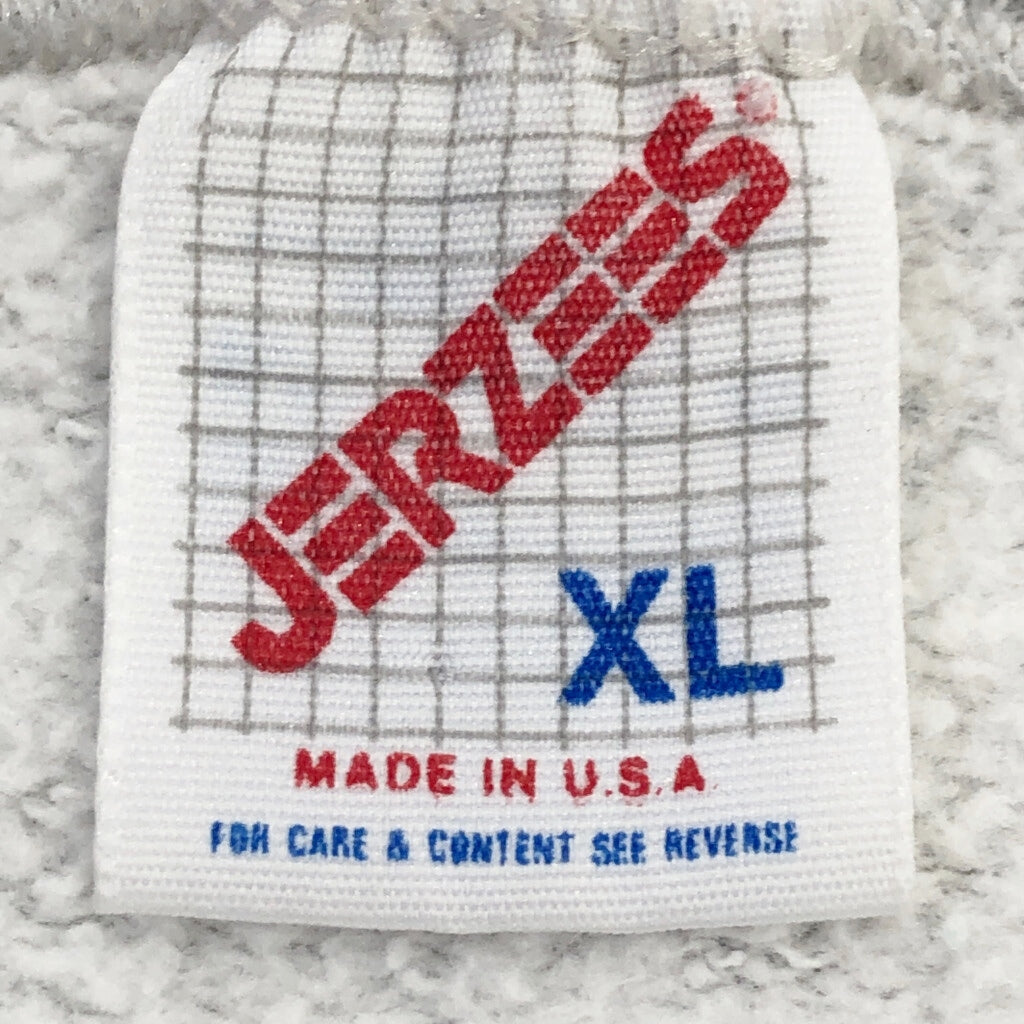 JERZEES
XL
MADE IN U.S.A
FOR CARE & CONTENT SEE REVERSE